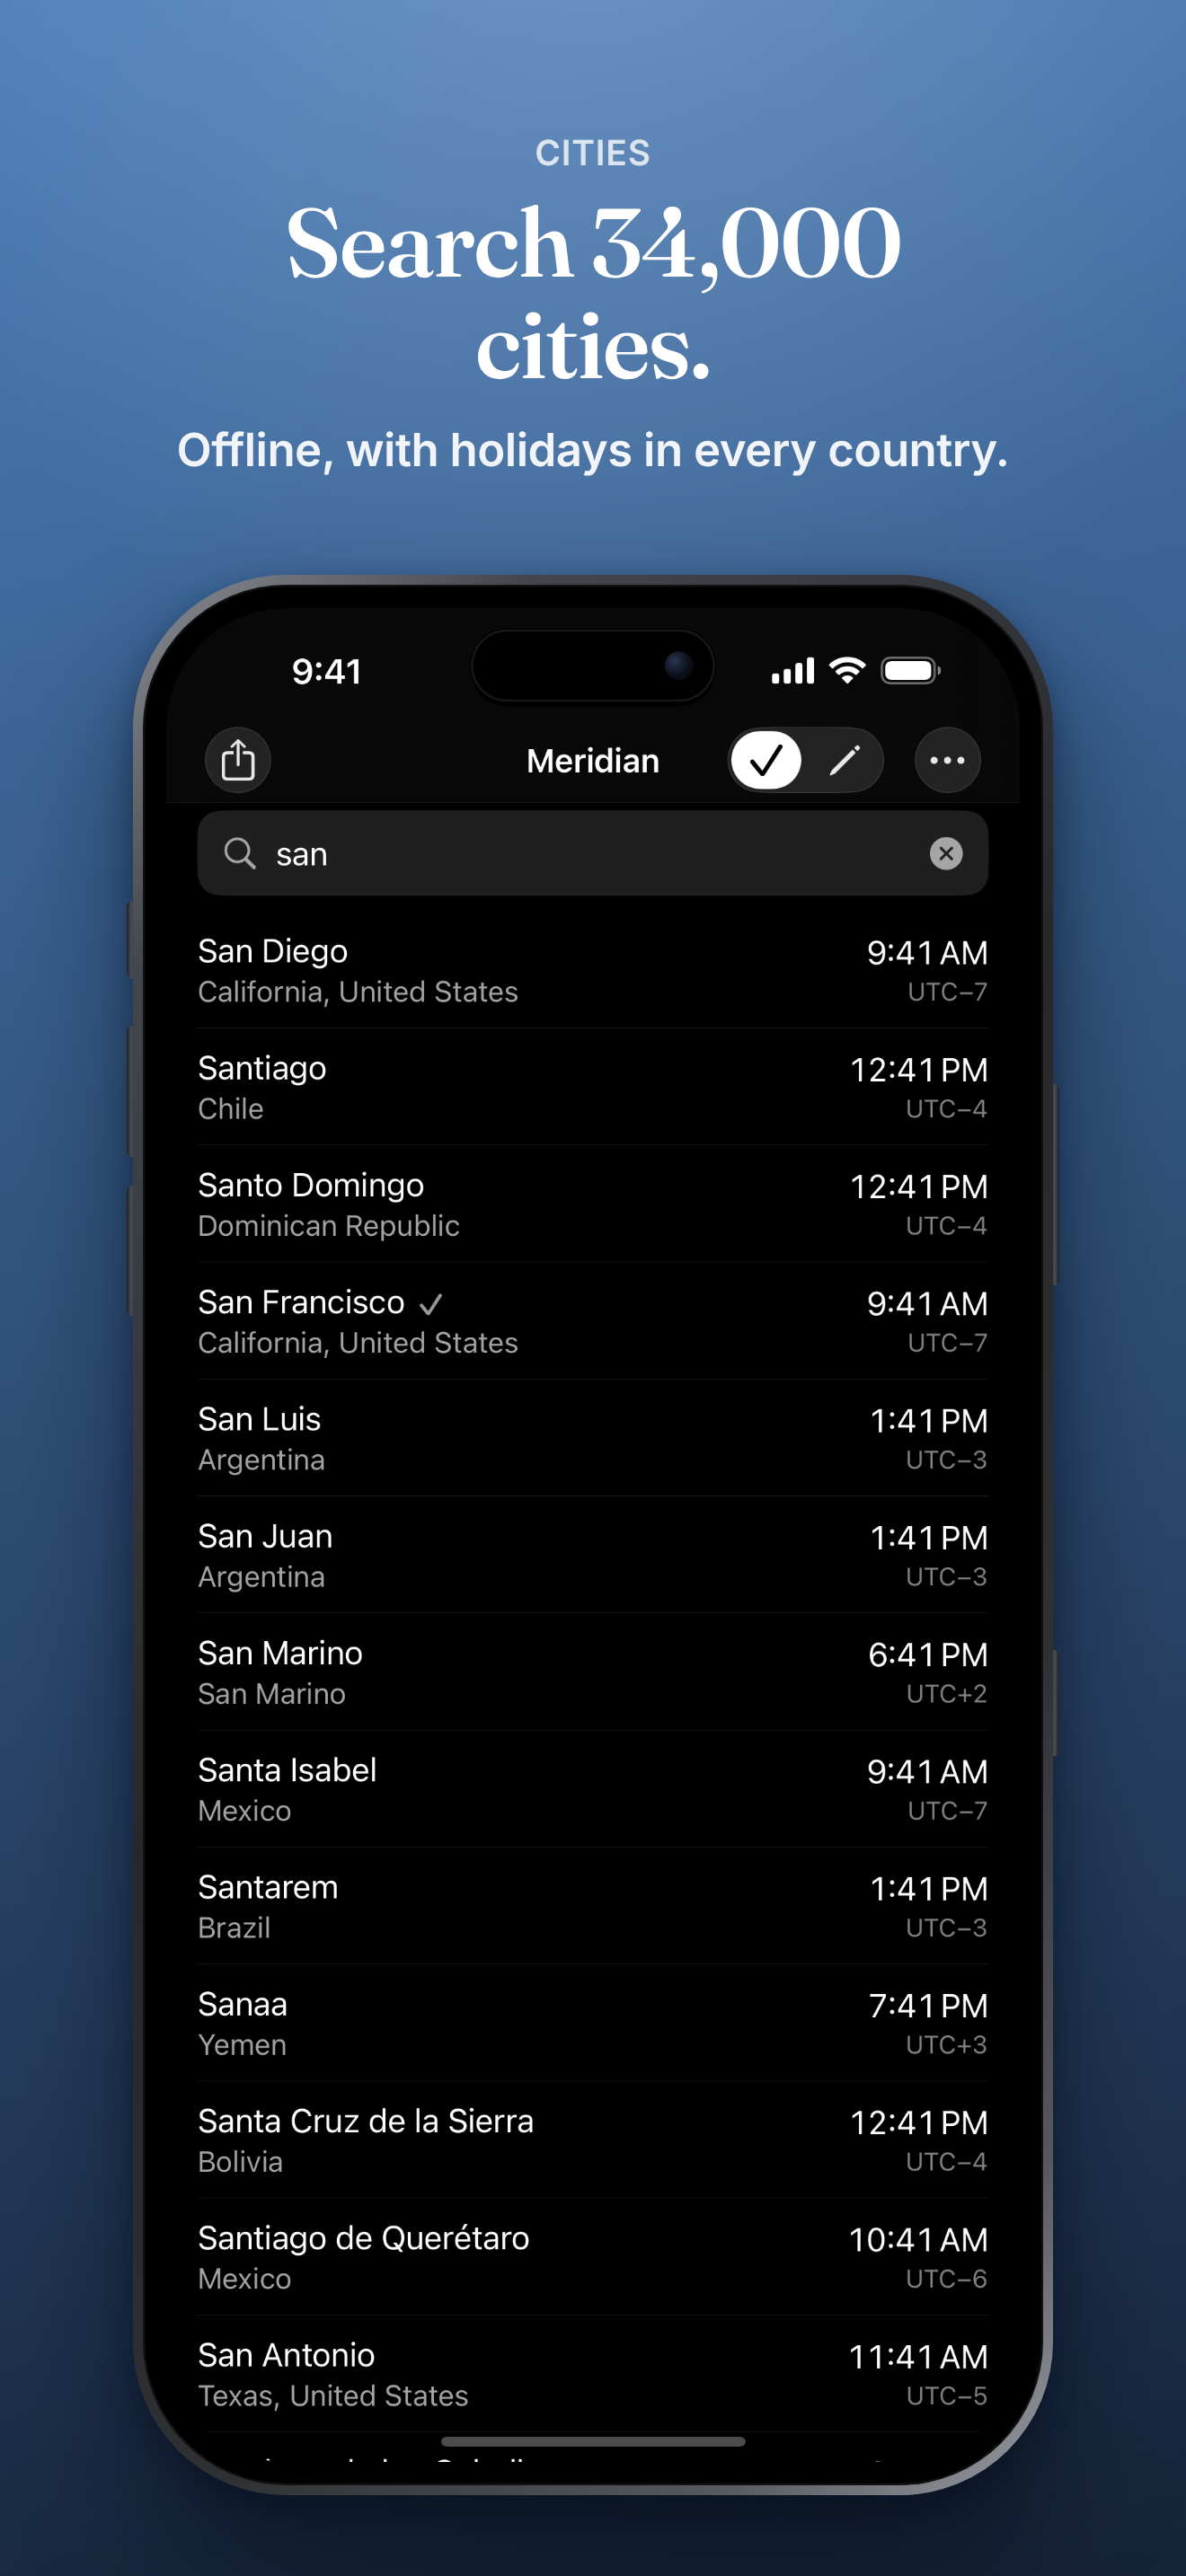 CITIES
Search 34,000
cities.
Offline, with holidays in every country.
9:41
Meridian
san
San Diego 9:41 AM
California, United States UTC−7
Santiago 12:41 PM
Chile UTC−4
Santo Domingo 12:41 PM
Dominican Republic UTC−4
San Francisco 9:41 AM
California, United States UTC−7
San Luis 1:41 PM
Argentina UTC−3
San Juan 1:41 PM
Argentina UTC−3
San Marino 6:41 PM
San Marino UTC+2
Santa Isabel 9:41 AM
Mexico UTC−7
Santarem 1:41 PM
Brazil UTC−3
Sanaa 7:41 PM
Yemen UTC+3
Santa Cruz de la Sierra 12:41 PM
Bolivia UTC−4
Santiago de Querétaro 10:41 AM
Mexico UTC−6
San Antonio 11:41 AM
Texas, United States UTC−5